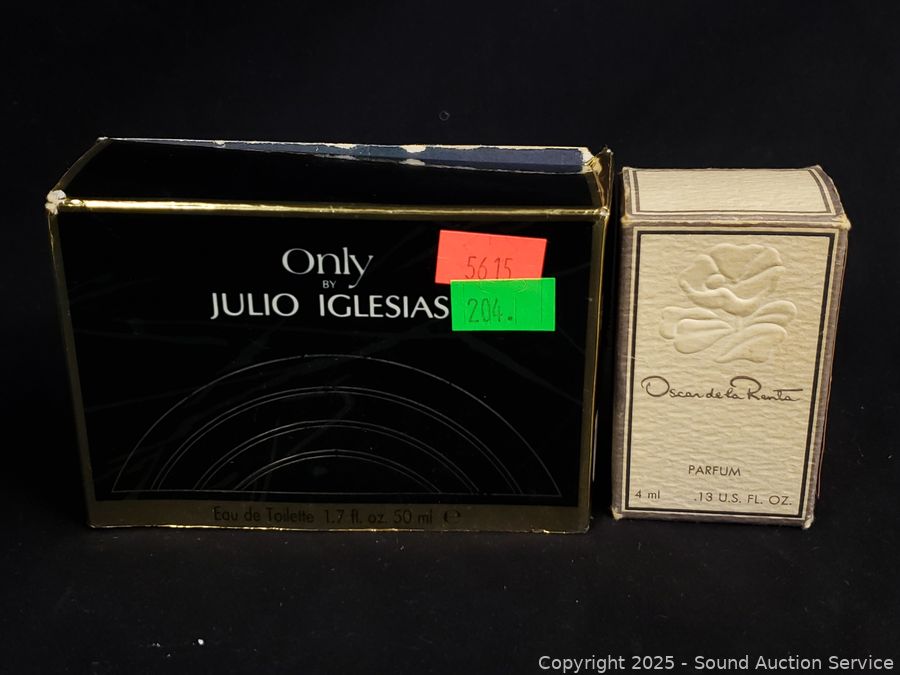 Only
BY
JULIO IGLESIAS
5615
204.
Eau de Toilette 1.7 fl. oz. 50 ml ℮
Oscar de la Renta
PARFUM
4 ml .13 U.S. FL. OZ.
Copyright 2025 - Sound Auction Service